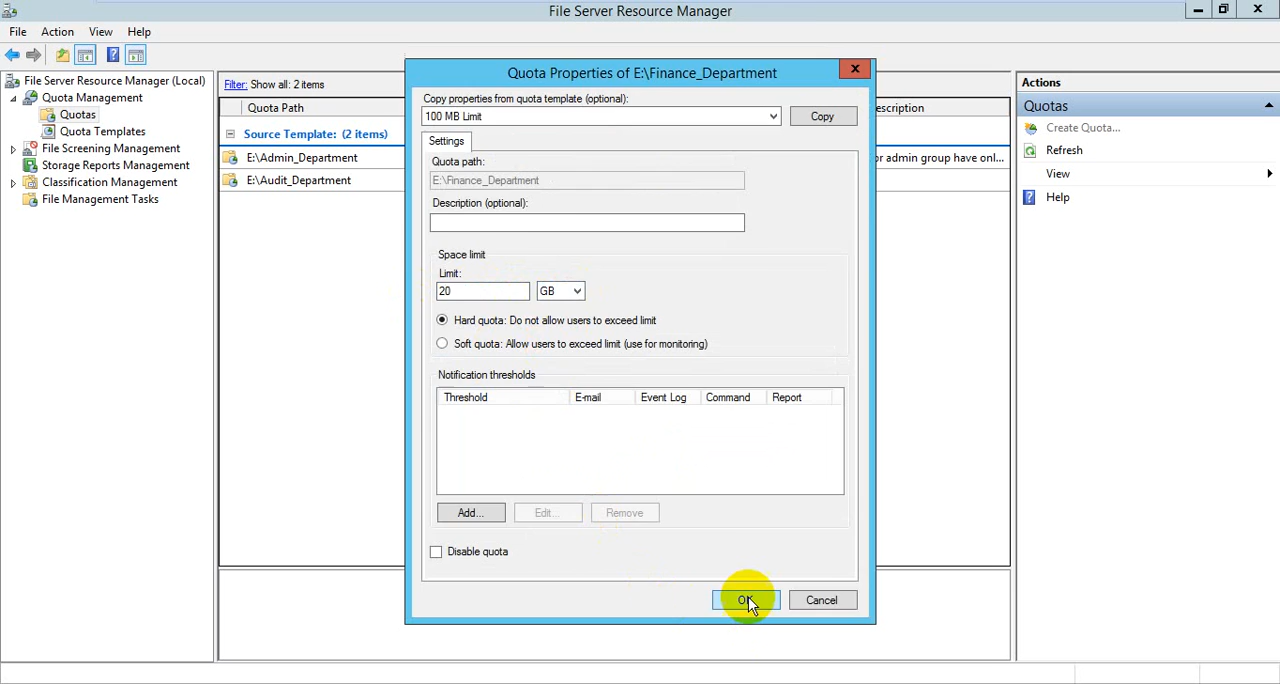 File Server Resource Manager
File Action View Help
File Server Resource Manager (Local)
Quota Management
Quotas
Quota Templates
File Screening Management
Storage Reports Management
Classification Management
File Management Tasks
Filter: Show all: 2 items
Quota Path
escription
Source Template: (2 items)
E:\Admin_Department
or admin group have onl...
E:\Audit_Department
Quota Properties of E:\Finance_Department
Copy properties from quota template (optional):
100 MB Limit
Copy
Settings
Quota path:
E:\Finance_Department
Description (optional):
Space limit
Limit:
20 GB
Hard quota: Do not allow users to exceed limit
Soft quota: Allow users to exceed limit (use for monitoring)
Notification thresholds
Threshold E-mail Event Log Command Report
Add... Edit... Remove
Disable quota
OK Cancel
Actions
Quotas
Create Quota...
Refresh
View
Help